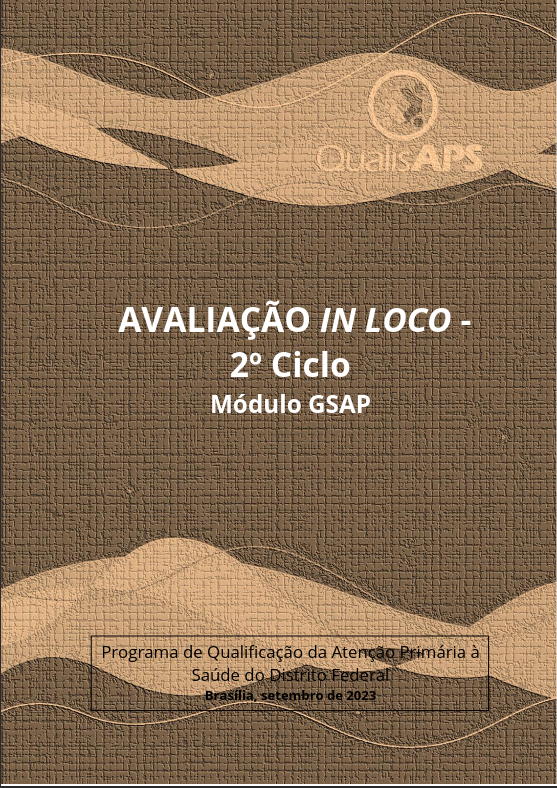 QualisAPS
AVALIAÇÃO IN LOCO -
2º Ciclo
Módulo GSAP
Programa de Qualificação da Atenção Primária à
Saúde do Distrito Federal
Brasília, setembro de 2023